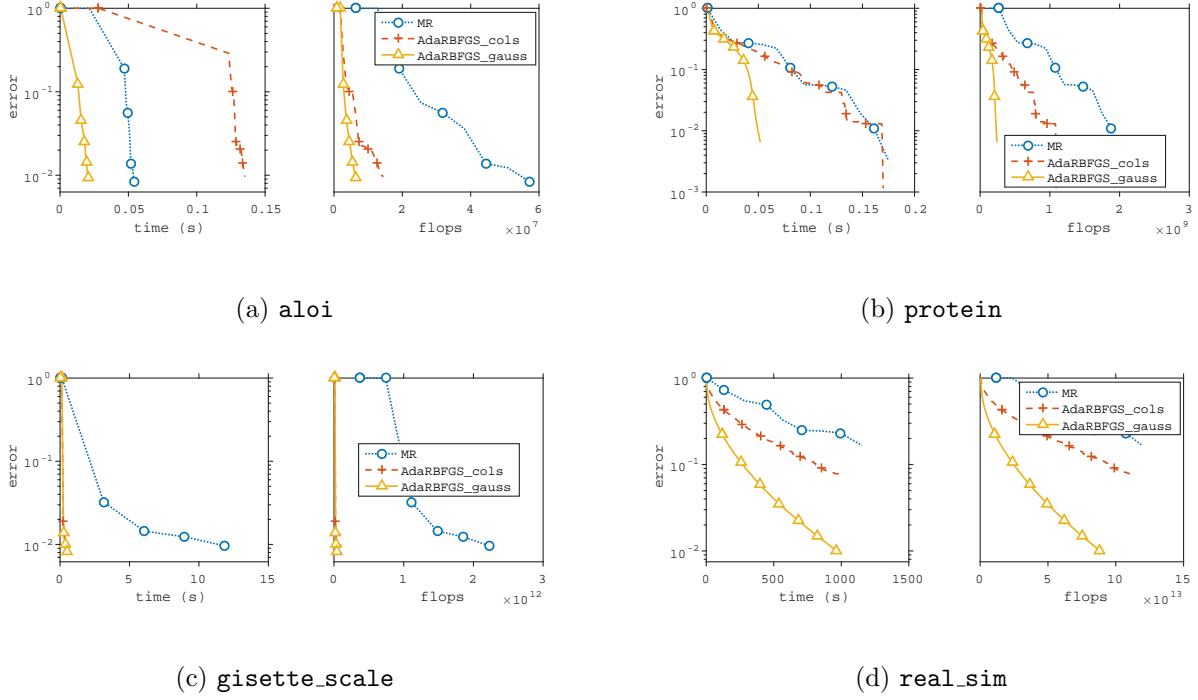 10^0
10^-1
10^-2
error
0 0.05 0.1 0.15
time (s)
MR
AdaRBFGS_cols
AdaRBFGS_gauss
0 2 4 6
flops ×10^7
(a) aloi
10^0
10^-1
10^-2
10^-3
error
0 0.05 0.1 0.15 0.2
time (s)
MR
AdaRBFGS_cols
AdaRBFGS_gauss
0 1 2 3
flops ×10^9
(b) protein
10^0
10^-1
10^-2
error
0 5 10 15
time (s)
MR
AdaRBFGS_cols
AdaRBFGS_gauss
0 1 2 3
flops ×10^12
(c) gisette_scale
10^0
10^-1
10^-2
error
0 500 1000 1500
time (s)
MR
AdaRBFGS_cols
AdaRBFGS_gauss
0 5 10 15
flops ×10^13
(d) real_sim